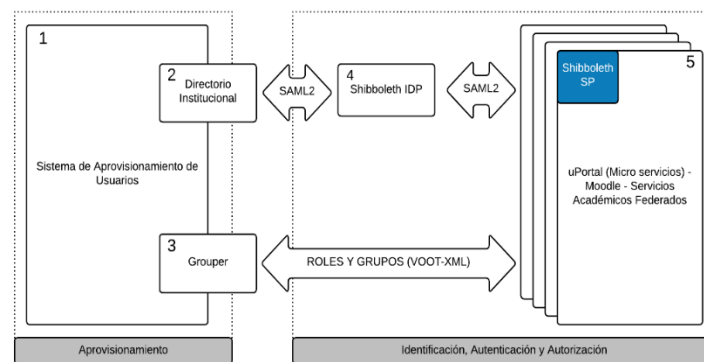 1
Sistema de Aprovisionamiento de
Usuarios
2
Directorio
Institucional
3
Grouper
SAML2
4
Shibboleth IDP
SAML2
Shibboleth
SP
5
uPortal (Micro servicios) -
Moodle - Servicios
Académicos Federados
ROLES Y GRUPOS (VOOT-XML)
Aprovisionamiento
Identificación, Autenticación y Autorización